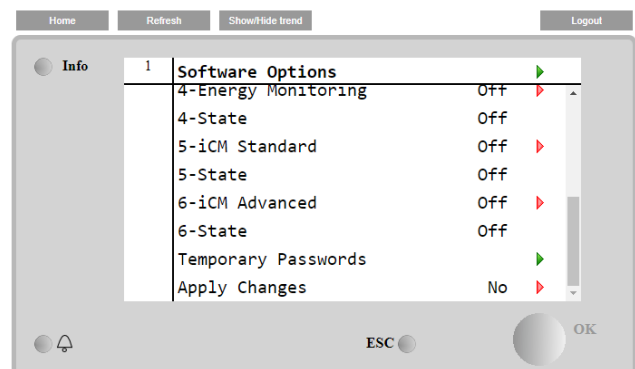 Home Refresh Show/Hide trend Logout
Info
1 Software Options
4-Energy Monitoring Off
4-State Off
5-iCM Standard Off
5-State Off
6-iCM Advanced Off
6-State Off
Temporary Passwords
Apply Changes No
ESC OK